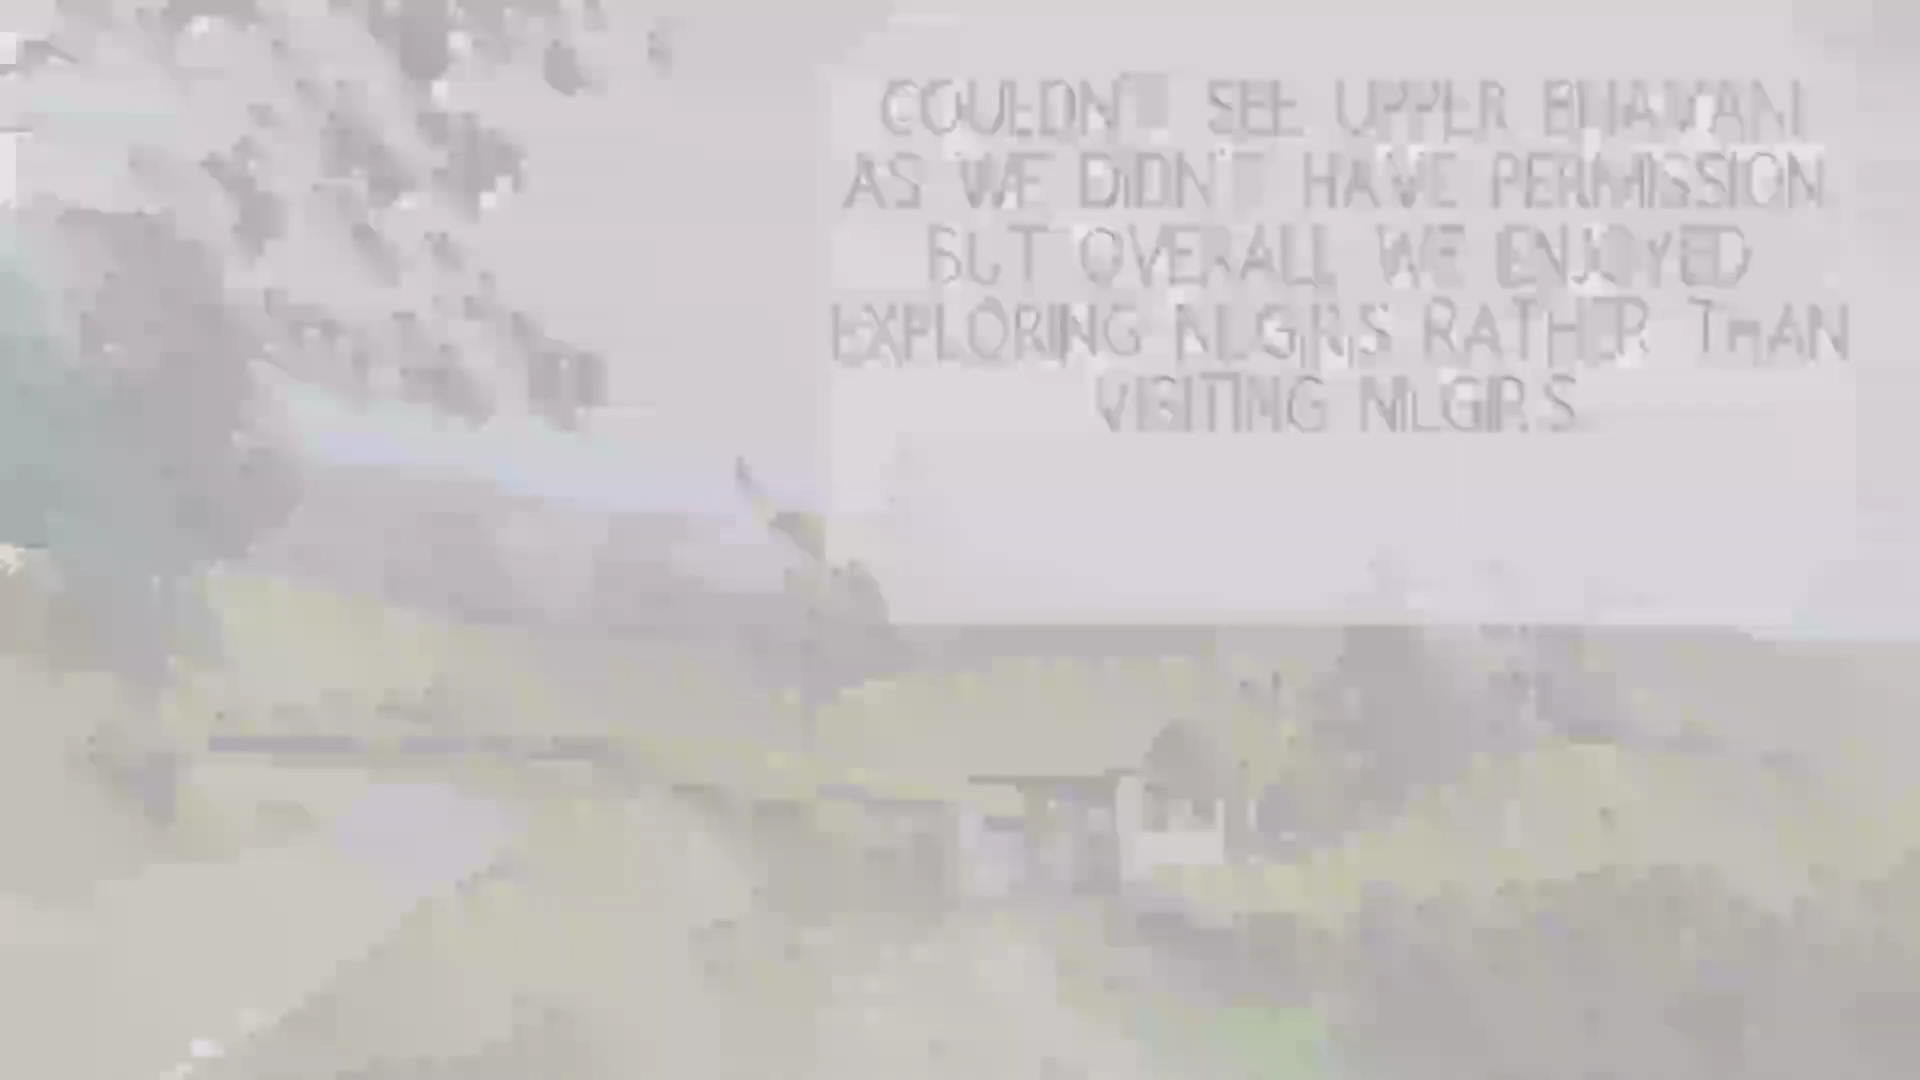 COULDN'T SEE UPPER BHAVANI
AS WE DIDN'T HAVE PERMISSION
BUT OVERALL WE ENJOYED
EXPLORING NILGIRIS RATHER THAN
VISITING NILGIRIS